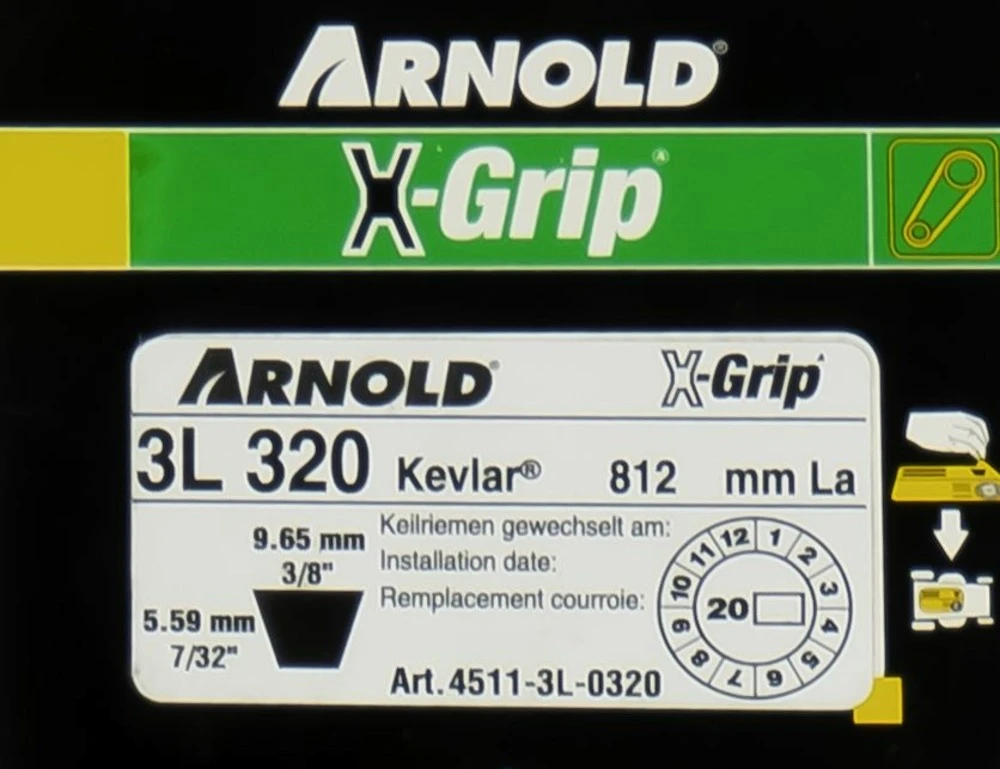 ARNOLD®
X-Grip®
ARNOLD®
X-Grip
3L 320 Kevlar® 812 mm La
9.65 mm
3/8"
5.59 mm
7/32"
Keilriemen gewechselt am:
Installation date:
Remplacement courroie:
12 1 2 3 4 5 6 7 8 9 10 11
20
Art. 4511-3L-0320